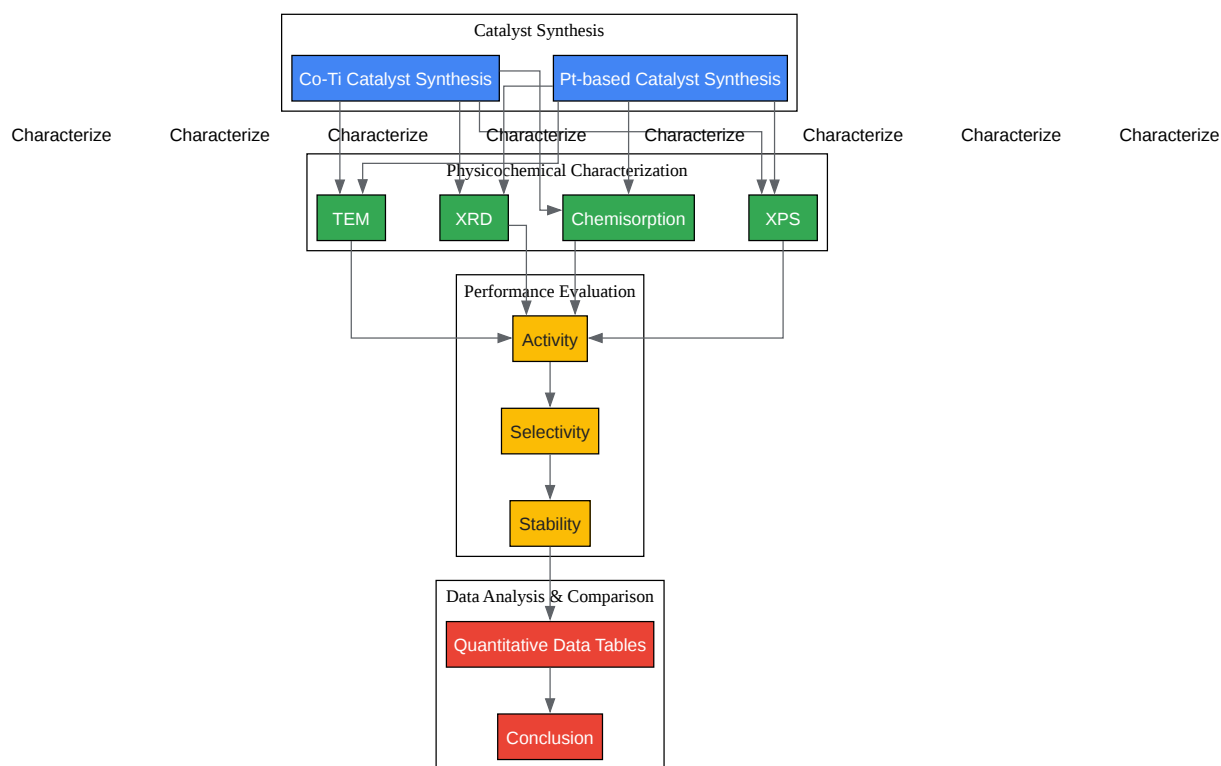 Catalyst Synthesis
Co-Ti Catalyst Synthesis
Pt-based Catalyst Synthesis
Characterize
Characterize
Characterize
Characterize
Characterize
Characterize
Characterize
Characterize
Physicochemical Characterization
TEM
XRD
Chemisorption
XPS
Performance Evaluation
Activity
Selectivity
Stability
Data Analysis & Comparison
Quantitative Data Tables
Conclusion